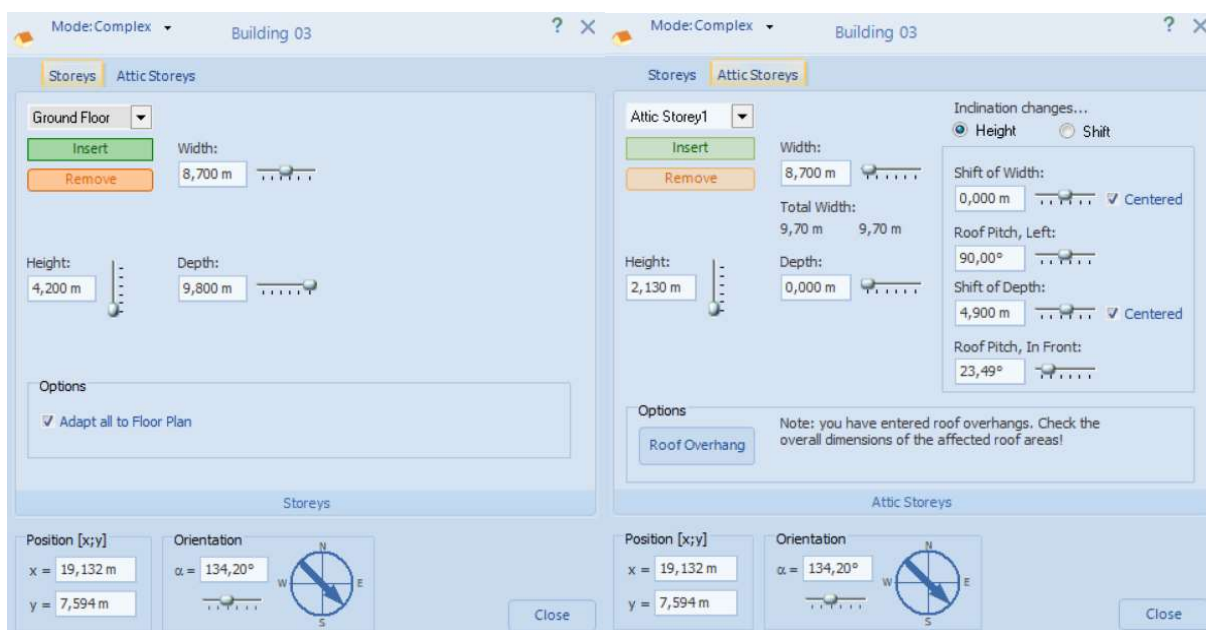 Mode:Complex
Building 03
?
Storeys Attic Storeys
Ground Floor
Insert
Remove
Width:
8,700 m
Height:
4,200 m
Depth:
9,800 m
Options
Adapt all to Floor Plan
Storeys
Position [x;y]
x = 19,132 m
y = 7,594 m
Orientation
α = 134,20°
N
W E
S
Close
Mode:Complex
Building 03
?
Storeys Attic Storeys
Attic Storey1
Insert
Remove
Width:
8,700 m
Total Width:
9,70 m 9,70 m
Height:
2,130 m
Depth:
0,000 m
Inclination changes...
Height Shift
Shift of Width:
0,000 m Centered
Roof Pitch, Left:
90,00°
Shift of Depth:
4,900 m Centered
Roof Pitch, In Front:
23,49°
Options
Roof Overhang
Note: you have entered roof overhangs. Check the
overall dimensions of the affected roof areas!
Attic Storeys
Position [x;y]
x = 19,132 m
y = 7,594 m
Orientation
α = 134,20°
N
W E
S
Close